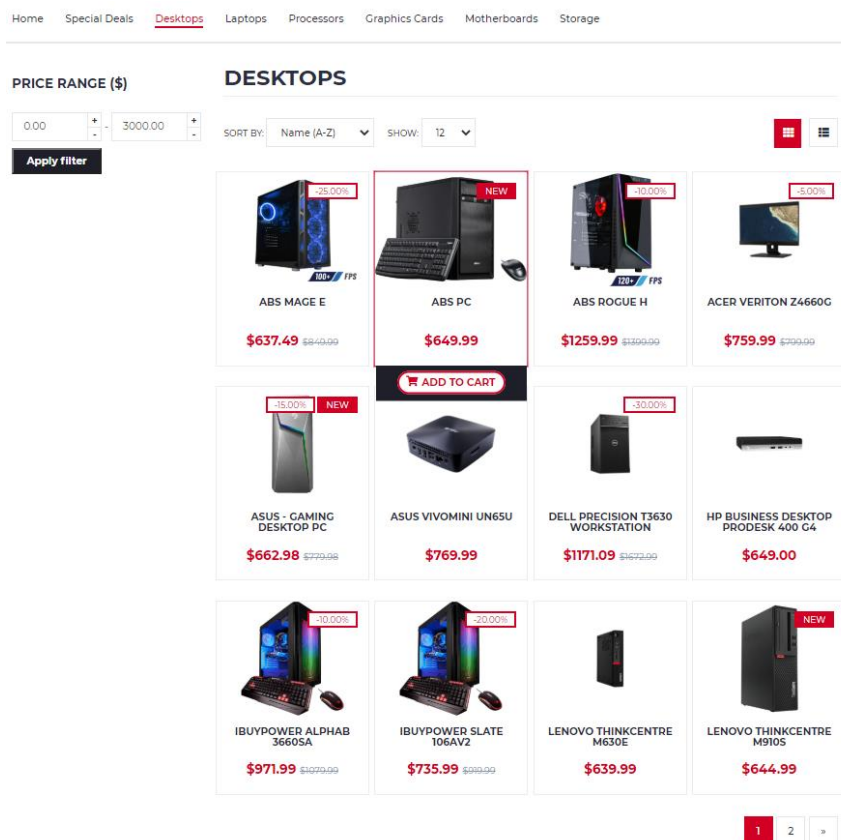 Home Special Deals Desktops Laptops Processors Graphics Cards Motherboards Storage
PRICE RANGE ($)
0.00 + - - 3000.00 + -
Apply filter
DESKTOPS
SORT BY: Name (A-Z) SHOW: 12
-25.00% NEW -10.00% -5.00%
100+ FPS 120+ FPS
ABS MAGE E ABS PC ABS ROGUE H ACER VERITON Z4660G
$637.49 $849.99 $649.99 $1259.99 $1399.99 $759.99 $799.99
ADD TO CART
-15.00% NEW -30.00%
ASUS - GAMING ASUS VIVOMINI UN65U DELL PRECISION T3630 HP BUSINESS DESKTOP
DESKTOP PC WORKSTATION PRODESK 400 G4
$662.98 $779.98 $769.99 $1171.09 $1672.99 $649.00
-10.00% -20.00% NEW
IBUYPOWER ALPHAB IBUYPOWER SLATE LENOVO THINKCENTRE LENOVO THINKCENTRE
3660SA 106AV2 M630E M910S
$971.99 $1079.99 $735.99 $919.99 $639.99 $644.99
1 2 »